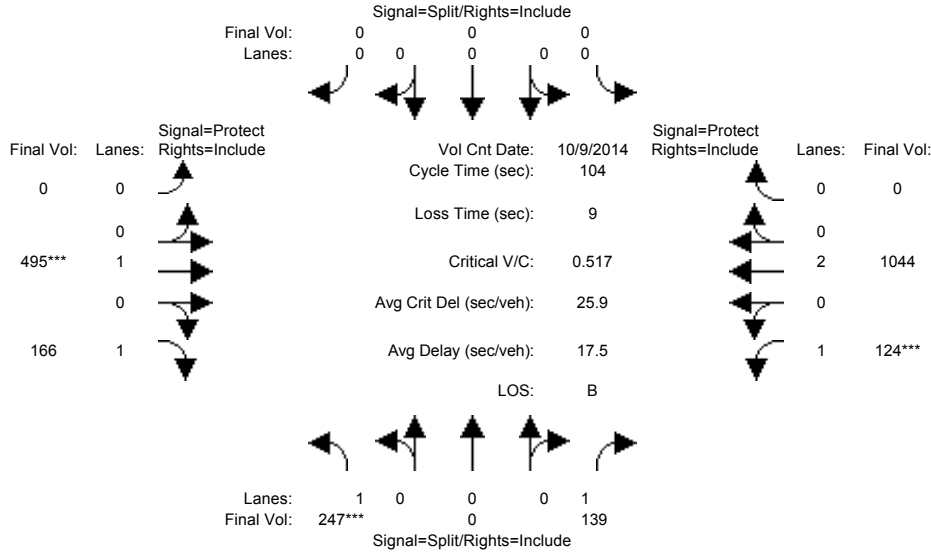 Signal=Split/Rights=Include
Final Vol: 0 0 0
Lanes: 0 0 0 0 0
Signal=Protect
Final Vol: Lanes: Rights=Include
Vol Cnt Date: 10/9/2014
Signal=Protect
Rights=Include Lanes: Final Vol:
Cycle Time (sec): 104
0 0
0 0
Loss Time (sec): 9
0
0
495*** 1
Critical V/C: 0.517
2 1044
0
Avg Crit Del (sec/veh): 25.9
0
166 1
Avg Delay (sec/veh): 17.5
1 124***
LOS: B
Lanes: 1 0 0 0 1
Final Vol: 247*** 0 139
Signal=Split/Rights=Include